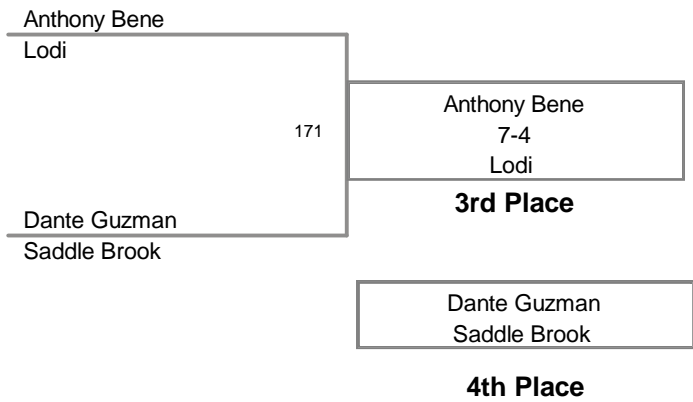 Anthony Bene
Lodi
171
Anthony Bene
7-4
Lodi
3rd Place
Dante Guzman
Saddle Brook
Dante Guzman
Saddle Brook
4th Place